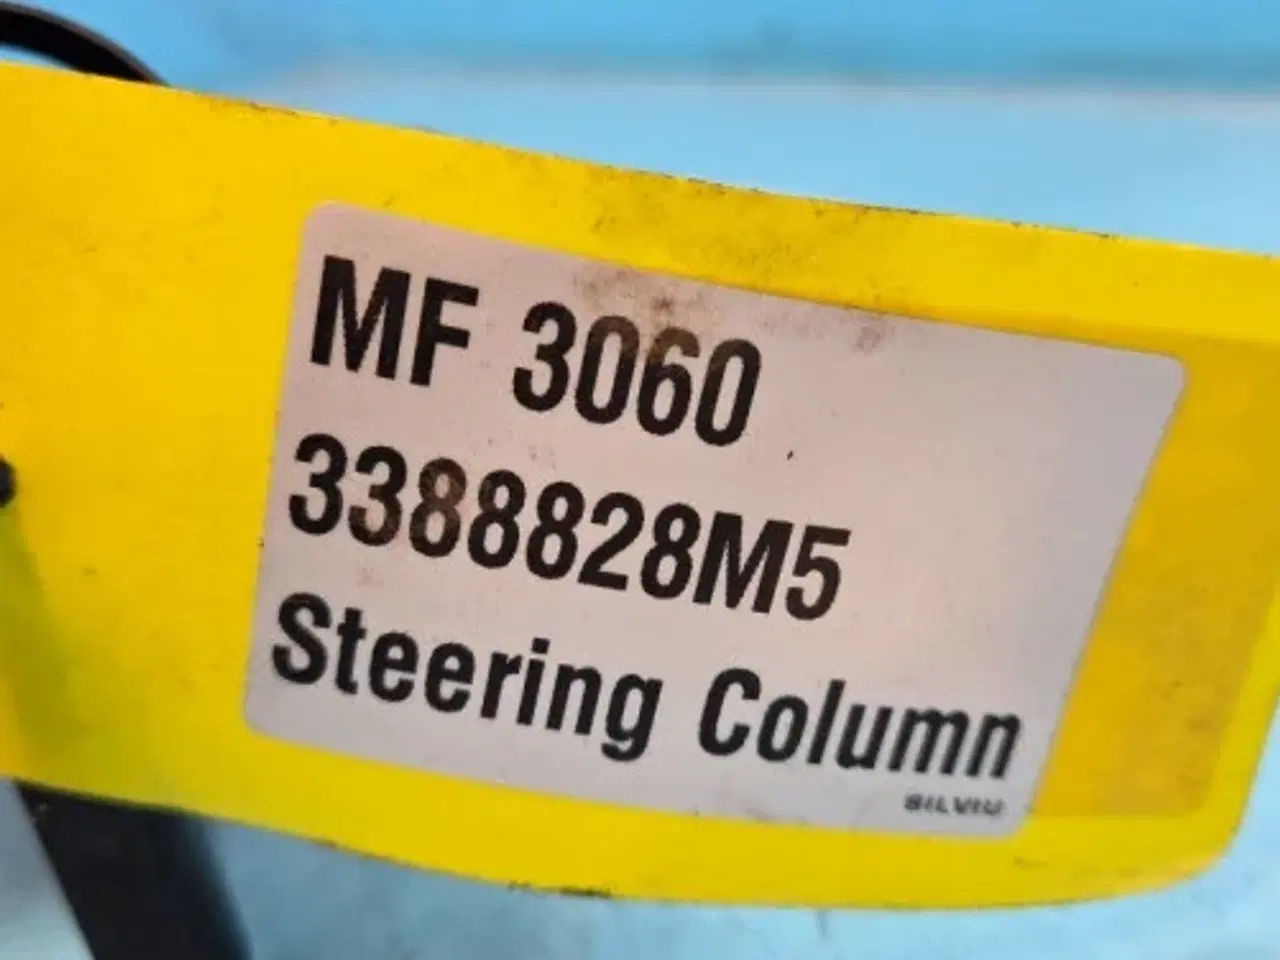 MF 3060
3388828M5
Steering Column
SILVIU